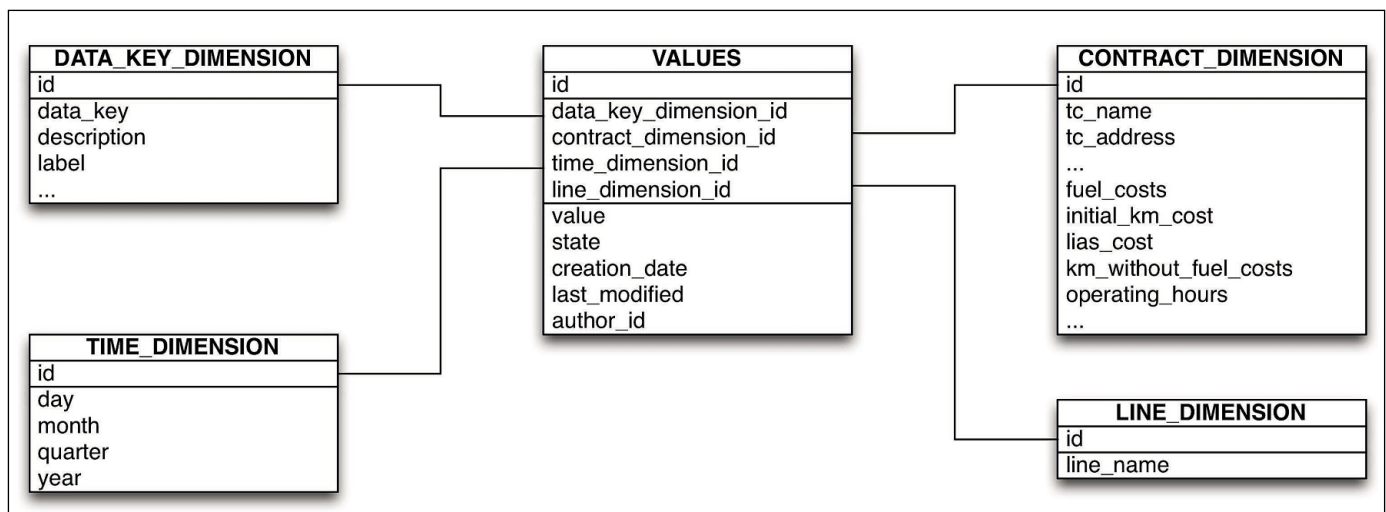 DATA_KEY_DIMENSION
id
data_key
description
label
...
TIME_DIMENSION
id
day
month
quarter
year
VALUES
id
data_key_dimension_id
contract_dimension_id
time_dimension_id
line_dimension_id
value
state
creation_date
last_modified
author_id
CONTRACT_DIMENSION
id
tc_name
tc_address
...
fuel_costs
initial_km_cost
lias_cost
km_without_fuel_costs
operating_hours
...
LINE_DIMENSION
id
line_name